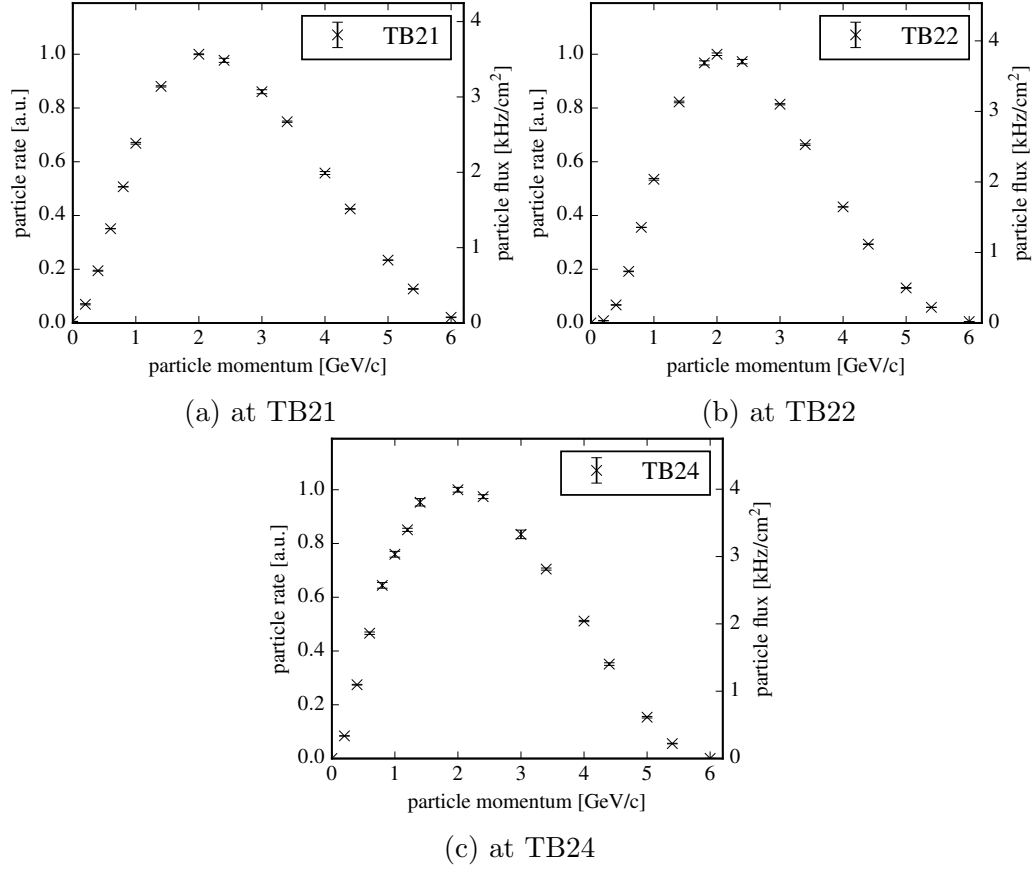 TB21
particle rate [a.u.]
1.0
0.8
0.6
0.4
0.2
0.0
4
3
2
1
0
particle flux [kHz/cm²]
0 1 2 3 4 5 6
particle momentum [GeV/c]
(a) at TB21
TB22
particle rate [a.u.]
1.0
0.8
0.6
0.4
0.2
0.0
4
3
2
1
0
particle flux [kHz/cm²]
0 1 2 3 4 5 6
particle momentum [GeV/c]
(b) at TB22
TB24
particle rate [a.u.]
1.0
0.8
0.6
0.4
0.2
0.0
4
3
2
1
0
particle flux [kHz/cm²]
0 1 2 3 4 5 6
particle momentum [GeV/c]
(c) at TB24